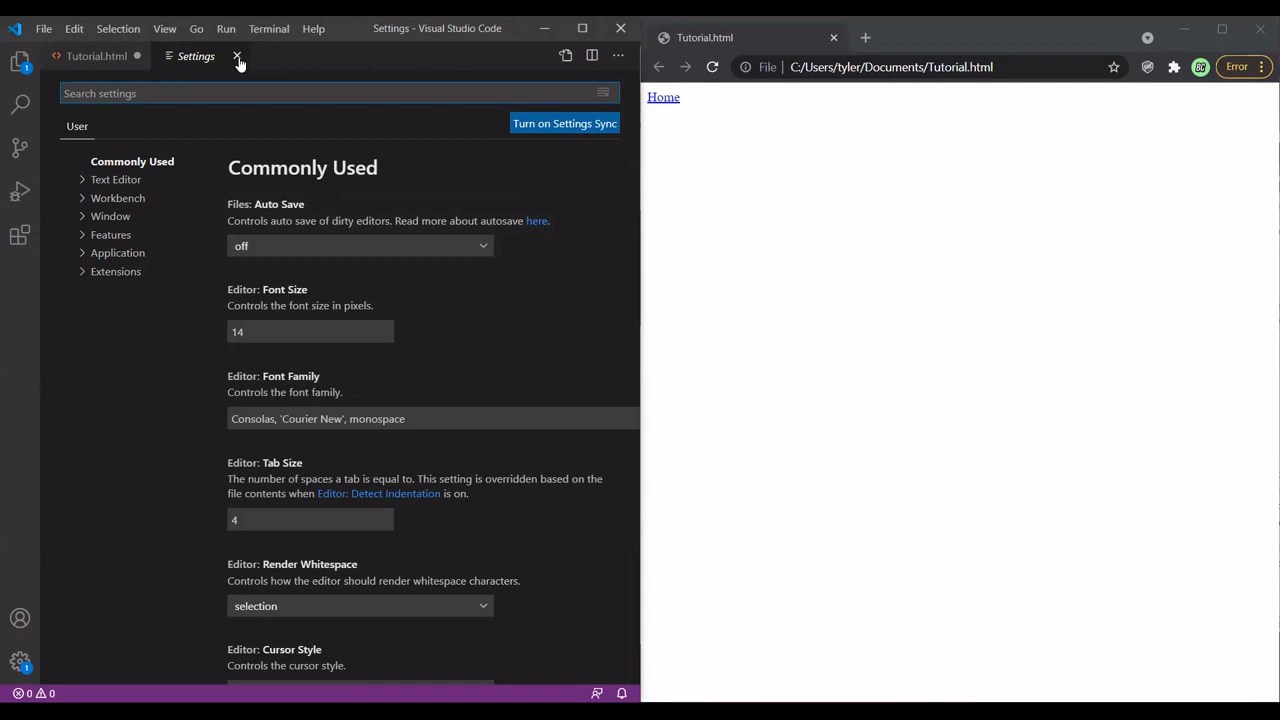 File Edit Selection View Go Run Terminal Help Settings - Visual Studio Code
Tutorial.html Settings
Search settings
User
Turn on Settings Sync
Commonly Used
Text Editor
Workbench
Window
Features
Application
Extensions
Commonly Used
Files: Auto Save
Controls auto save of dirty editors. Read more about autosave here.
off
Editor: Font Size
Controls the font size in pixels.
14
Editor: Font Family
Controls the font family.
Consolas, 'Courier New', monospace
Editor: Tab Size
The number of spaces a tab is equal to. This setting is overridden based on the
file contents when Editor: Detect Indentation is on.
4
Editor: Render Whitespace
Controls how the editor should render whitespace characters.
selection
Editor: Cursor Style
Controls the cursor style.
1
1
0 0
Tutorial.html
File C:/Users/tyler/Documents/Tutorial.html
Error
Home